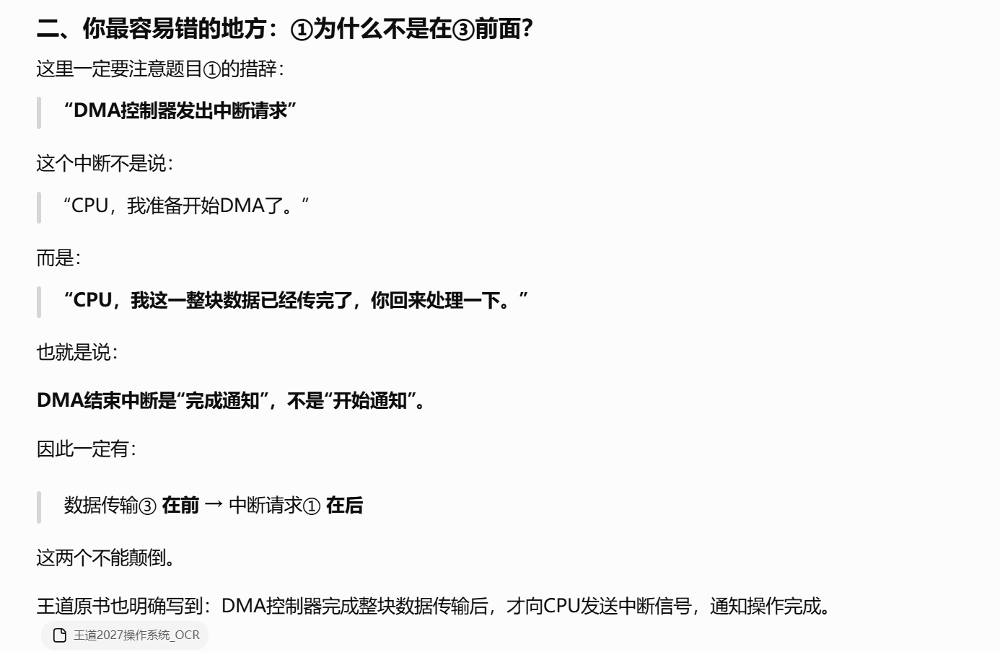 二、你最容易错的地方：①为什么不是在③前面？
这里一定要注意题目①的措辞：
“DMA控制器发出中断请求”
这个中断不是说：
“CPU，我准备开始DMA了。”
而是：
“CPU，我这一整块数据已经传完了，你回来处理一下。”
也就是说：
DMA结束中断是“完成通知”，不是“开始通知”。
因此一定有：
数据传输③ 在前 → 中断请求① 在后
这两个不能颠倒。
王道原书也明确写到：DMA控制器完成整块数据传输后，才向CPU发送中断信号，通知操作完成。
王道2027操作系统_OCR